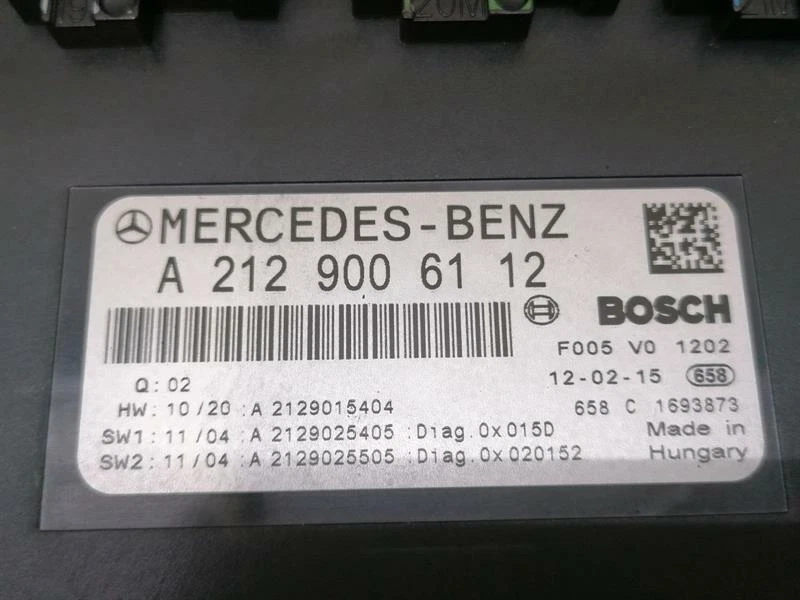 20M
MERCEDES-BENZ
A 212 900 61 12
BOSCH
F005 V0 1202
Q: 02
12-02-15 658
HW: 10/20 :A 2129015404
658 C 1693873
SW1: 11/04 :A 2129025405 :Diag.0x015D
Made in
SW2: 11/04 :A 2129025505 :Diag.0x020152
Hungary